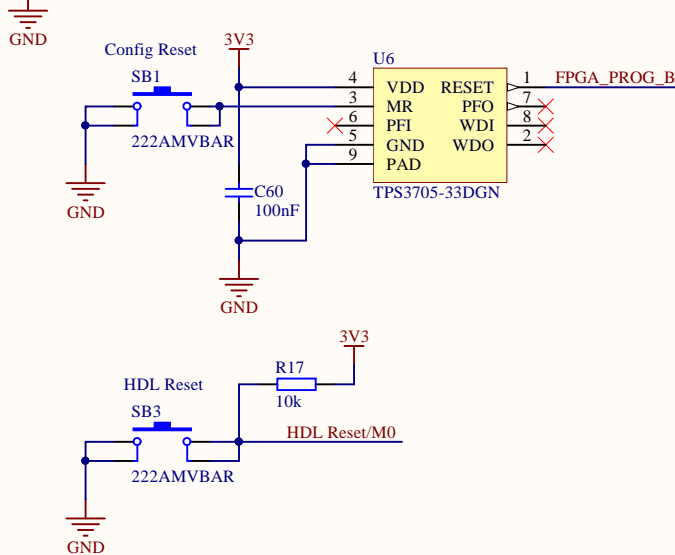 GND
Config Reset
3V3
SB1
U6
4 VDD RESET 1 FPGA_PROG_B
3 MR PFO 7
6 PFI WDI 8
5 GND WDO 2
9 PAD
222AMVBAR
TPS3705-33DGN
C60
100nF
GND
GND
3V3
R17
HDL Reset
10k
SB3
HDL Reset/M0
222AMVBAR
GND